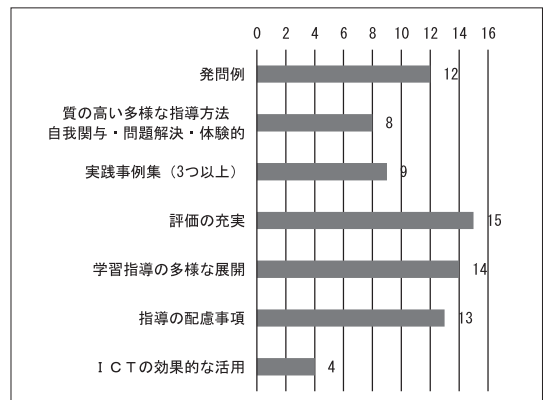 0 2 4 6 8 10 12 14 16
発問例 12
質の高い多様な指導方法
自我関与・問題解決・体験的 8
実践事例集（3つ以上） 9
評価の充実 15
学習指導の多様な展開 14
指導の配慮事項 13
ＩＣＴの効果的な活用 4